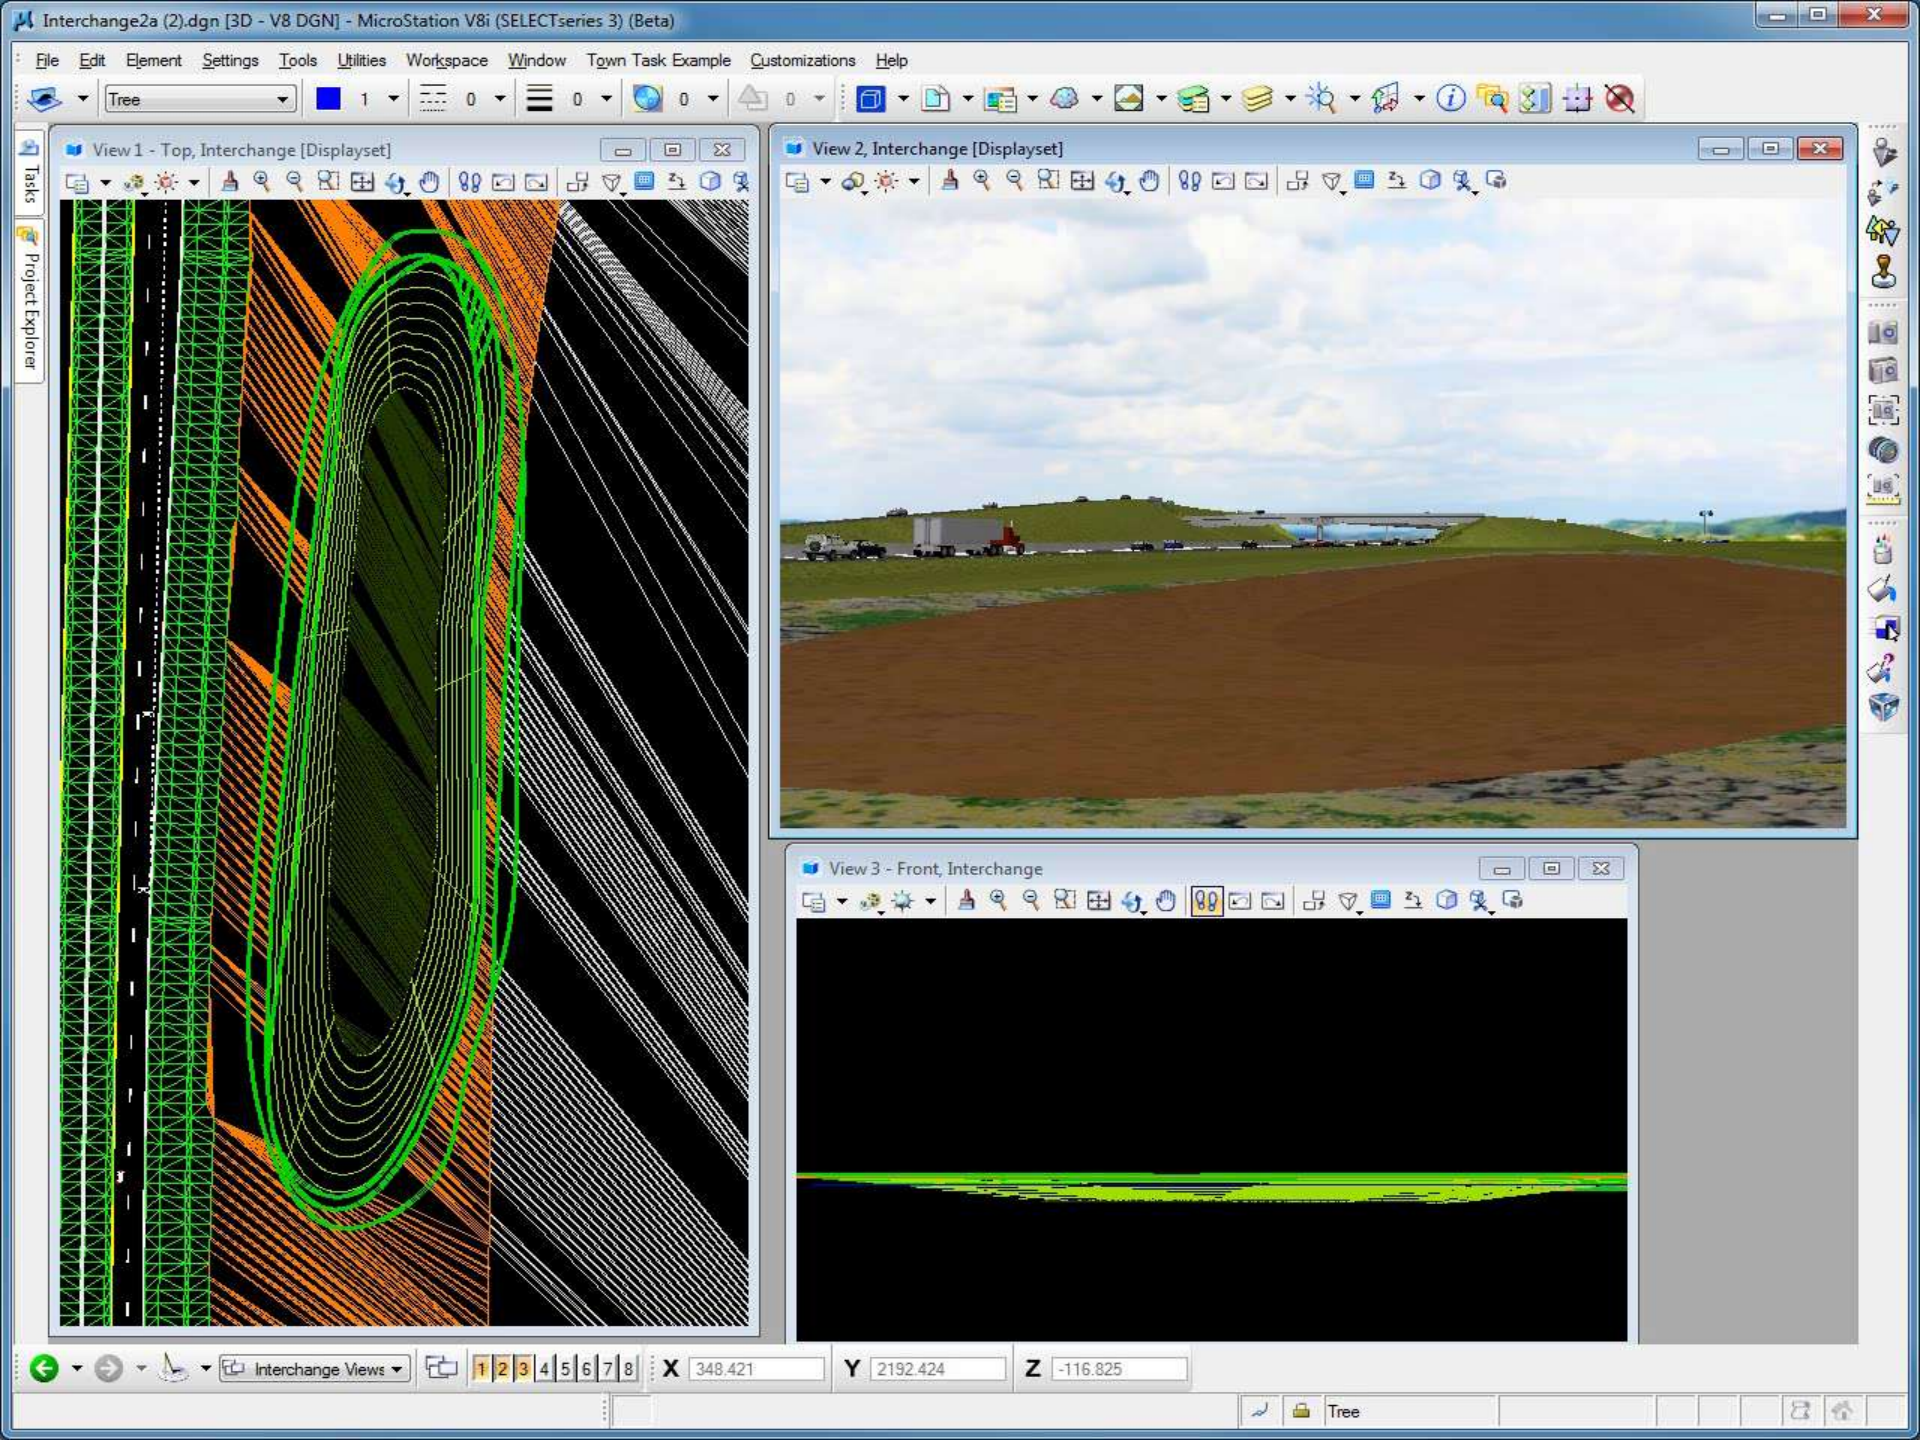 Interchange2a (2).dgn [3D - V8 DGN] - MicroStation V8i (SELECTseries 3) (Beta)
File Edit Element Settings Tools Utilities Workspace Window Town Task Example Customizations Help
Tree 1 0 0 0 0
Tasks
Project Explorer
View 1 - Top, Interchange [Displayset]
View 2, Interchange [Displayset]
View 3 - Front, Interchange
Interchange Views 1 2 3 4 5 6 7 8 X 348.421 Y 2192.424 Z -116.825
Tree